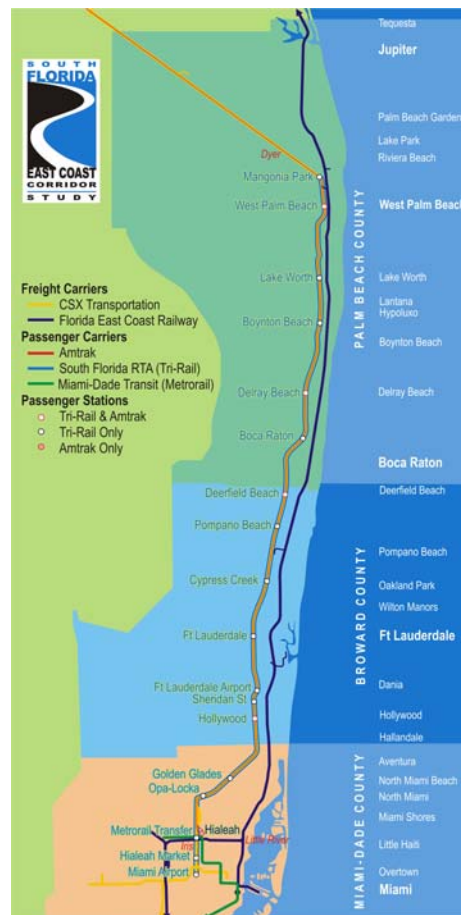 SOUTH
FLORIDA
EAST COAST
CORRIDOR
STUDY
Freight Carriers
CSX Transportation
Florida East Coast Railway
Passenger Carriers
Amtrak
South Florida RTA (Tri-Rail)
Miami-Dade Transit (Metrorail)
Passenger Stations
Tri-Rail & Amtrak
Tri-Rail Only
Amtrak Only
Dyer
Mangonia Park
West Palm Beach
Lake Worth
Boynton Beach
Delray Beach
Boca Raton
Deerfield Beach
Pompano Beach
Cypress Creek
Ft Lauderdale
Ft Lauderdale Airport
Sheridan St
Hollywood
Golden Glades
Opa-Locka
Metrorail Transfer
Hialeah
Iris
Little River
Hialeah Market
Miami Airport
PALM BEACH COUNTY
BROWARD COUNTY
MIAMI-DADE COUNTY
Tequesta
Jupiter
Palm Beach Garden
Lake Park
Riviera Beach
West Palm Beach
Lake Worth
Lantana
Hypoluxo
Boynton Beach
Delray Beach
Boca Raton
Deerfield Beach
Pompano Beach
Oakland Park
Wilton Manors
Ft Lauderdale
Dania
Hollywood
Hallandale
Aventura
North Miami Beach
North Miami
Miami Shores
Little Haiti
Overtown
Miami